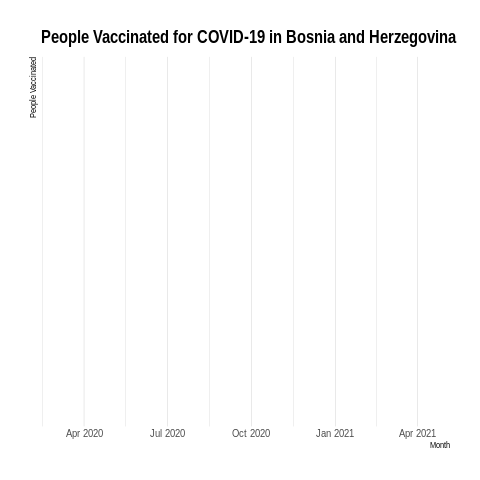 People Vaccinated for COVID-19 in Bosnia and Herzegovina
People Vaccinated
Apr 2020
Jul 2020
Oct 2020
Jan 2021
Apr 2021
Month